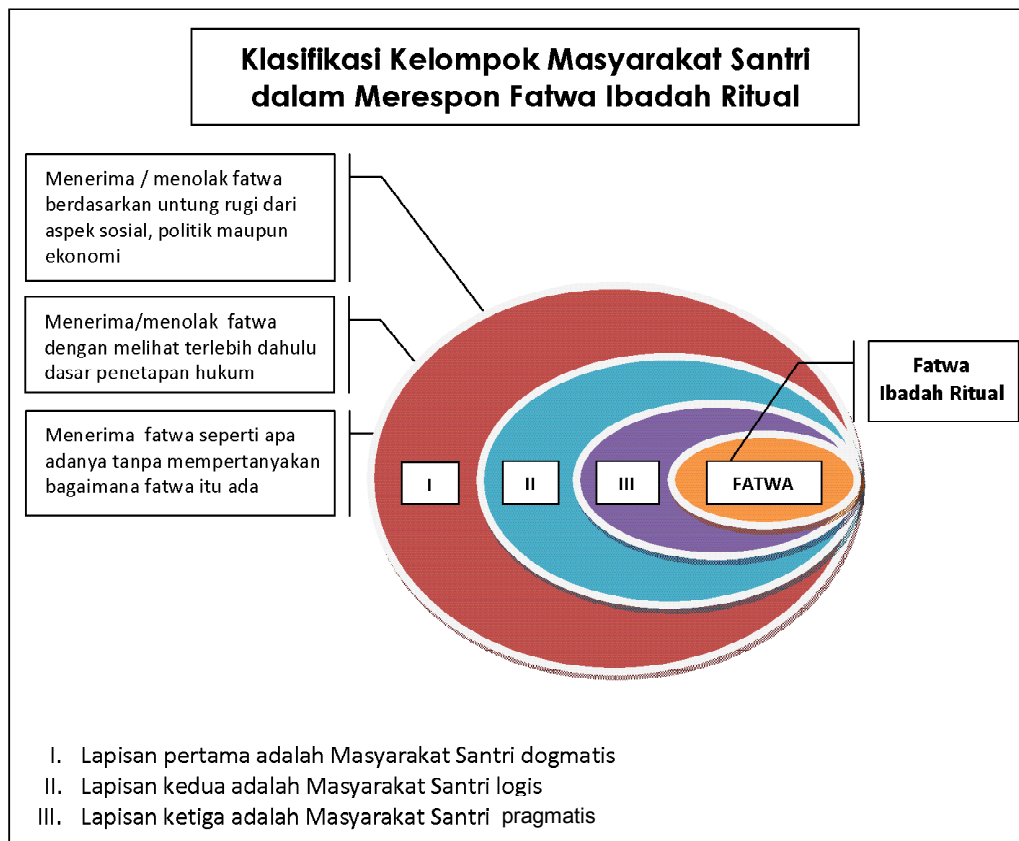 Klasifikasi Kelompok Masyarakat Santri
dalam Merespon Fatwa Ibadah Ritual
Menerima / menolak fatwa
berdasarkan untung rugi dari
aspek sosial, politik maupun
ekonomi
Menerima/menolak fatwa
dengan melihat terlebih dahulu
dasar penetapan hukum
Menerima fatwa seperti apa
adanya tanpa mempertanyakan
bagaimana fatwa itu ada
Fatwa
Ibadah Ritual
I
II
III
FATWA
I. Lapisan pertama adalah Masyarakat Santri dogmatis
II. Lapisan kedua adalah Masyarakat Santri logis
III. Lapisan ketiga adalah Masyarakat Santri pragmatis